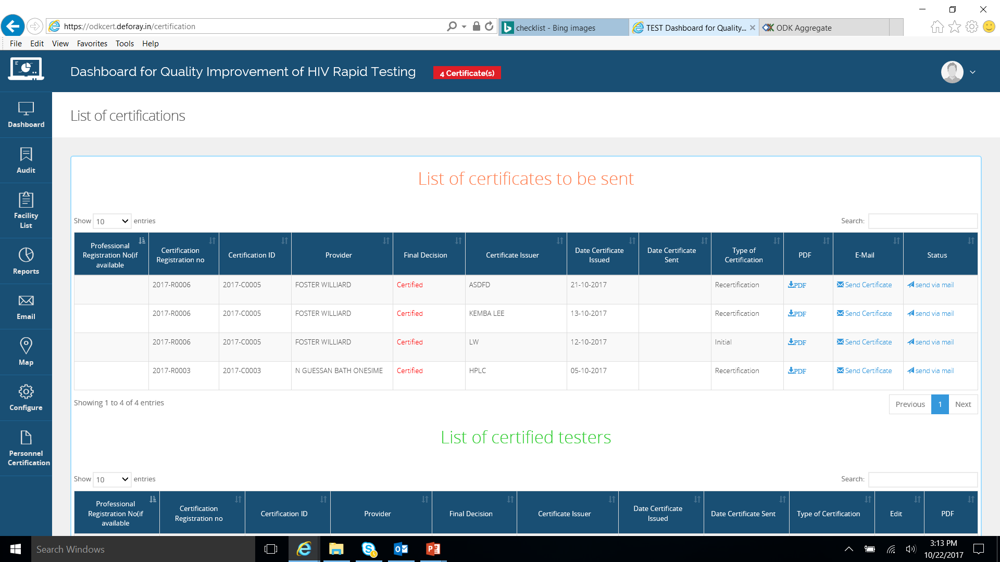 https://odkcert.deforay.in/certification
checklist - Bing images
TEST Dashboard for Quality...
ODK Aggregate
File Edit View Favorites Tools Help
Dashboard for Quality Improvement of HIV Rapid Testing
4 Certificate(s)
Dashboard
Audit
Facility
List
Reports
Email
Map
Configure
Personnel
Certification
List of certifications
List of certificates to be sent
Show 10 entries
Search:
Professional
Registration No(if
available
Certification
Registration no
Certification ID
Provider
Final Decision
Certificate Issuer
Date Certificate
Issued
Date Certificate
Sent
Type of
Certification
PDF
E-Mail
Status
2017-R0006 2017-C0005 FOSTER WILLIARD Certified ASDFD 21-10-2017 Recertification PDF Send Certificate send via mail
2017-R0006 2017-C0005 FOSTER WILLIARD Certified KEMBA LEE 13-10-2017 Recertification PDF Send Certificate send via mail
2017-R0006 2017-C0005 FOSTER WILLIARD Certified LW 12-10-2017 Initial PDF Send Certificate send via mail
2017-R0003 2017-C0003 N GUESSAN BATH ONESIME Certified HPLC 05-10-2017 Recertification PDF Send Certificate send via mail
Showing 1 to 4 of 4 entries
Previous 1 Next
List of certified testers
Show 10 entries
Search:
Professional
Registration No(if
available
Certification
Registration no
Certification ID
Provider
Final Decision
Certificate Issuer
Date Certificate
Issued
Date Certificate Sent
Type of Certification
Edit
PDF
Search Windows
3:13 PM
10/22/2017